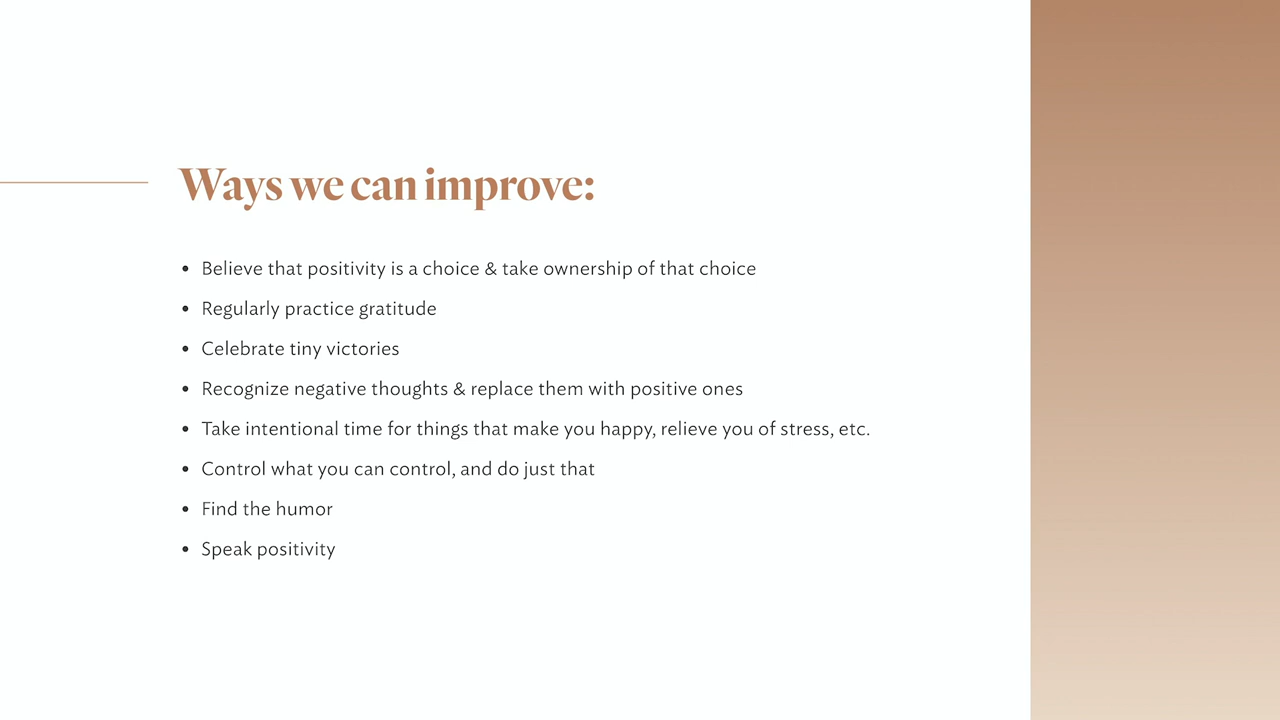 Ways we can improve:
• Believe that positivity is a choice & take ownership of that choice
• Regularly practice gratitude
• Celebrate tiny victories
• Recognize negative thoughts & replace them with positive ones
• Take intentional time for things that make you happy, relieve you of stress, etc.
• Control what you can control, and do just that
• Find the humor
• Speak positivity